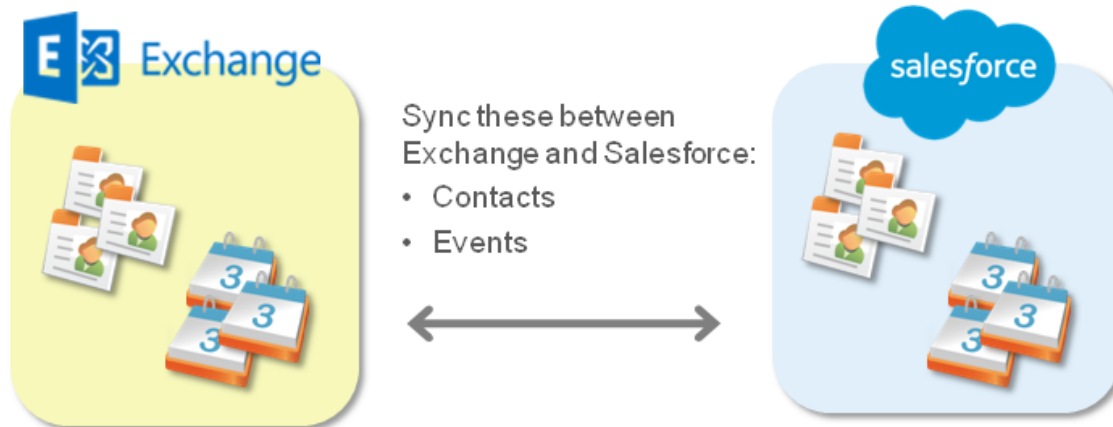 E Exchange
salesforce
Sync these between
Exchange and Salesforce:
• Contacts
• Events
3
3
3
3
3
3